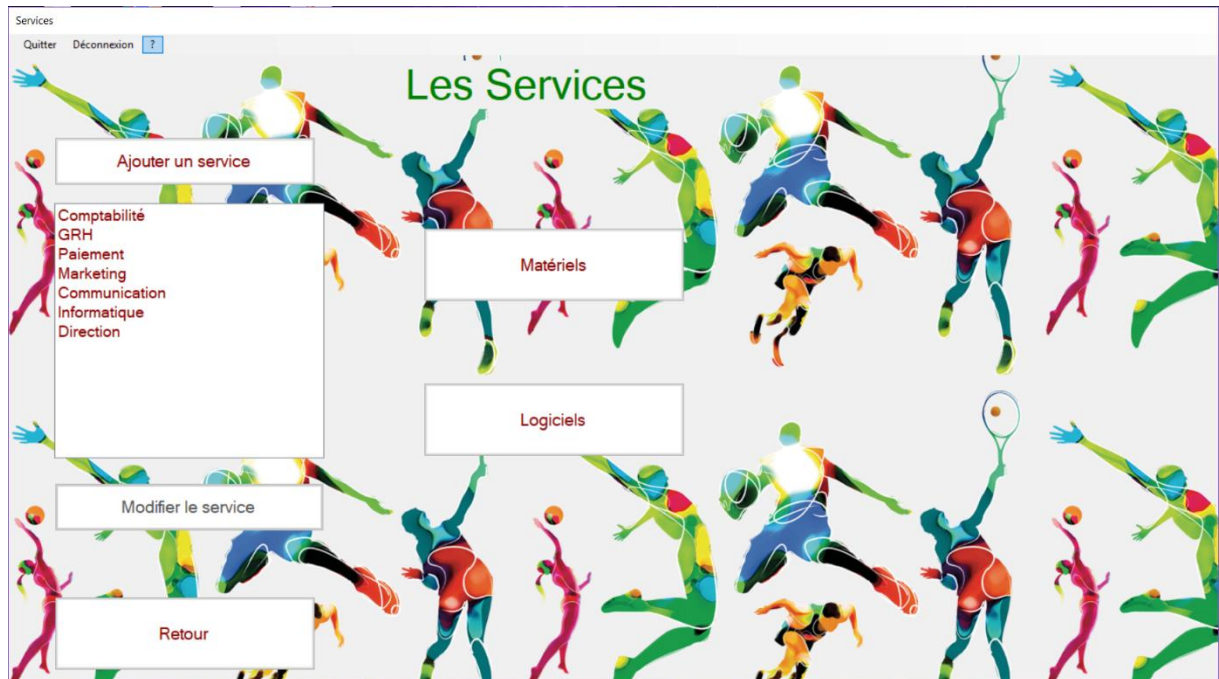 Services
Quitter Déconnexion ?
Les Services
Ajouter un service
Comptabilité
GRH
Paiement
Marketing
Communication
Informatique
Direction
Matériels
Logiciels
Modifier le service
Retour